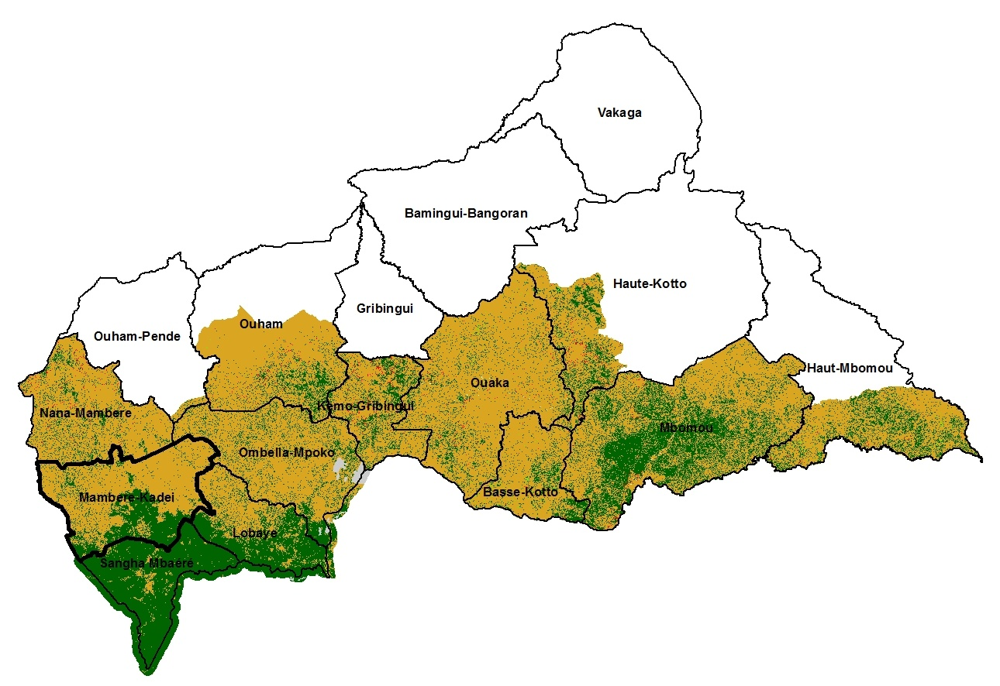 Vakaga
Bamingui-Bangoran
Haute-Kotto
Gribingui
Ouham
Ouham-Pende
Haut-Mbomou
Ouaka
Kemo-Gribingui
Nana-Mambere
Mbomou
Ombella-Mpoko
Basse-Kotto
Mambere-Kadei
Lobaye
Sangha Mbaéré